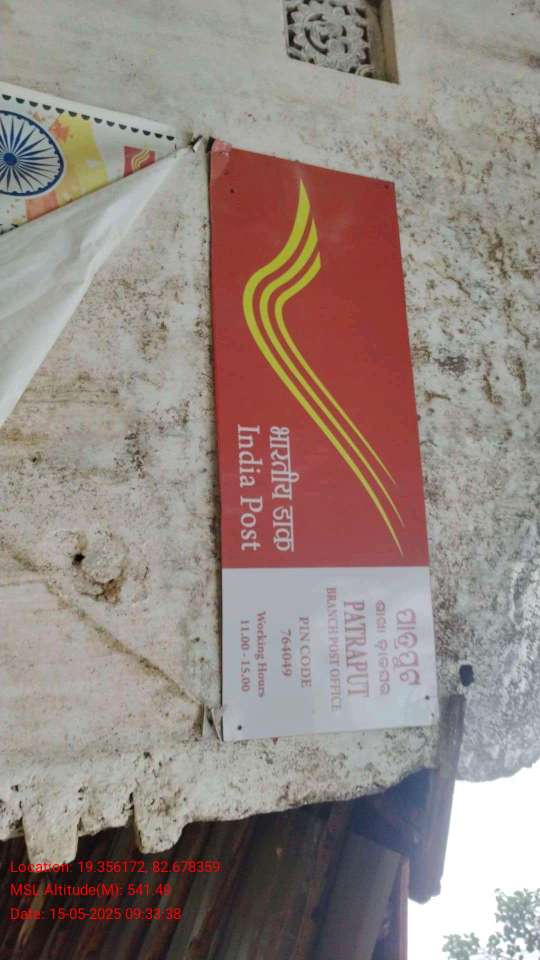 भारतीय डाक
India Post
ପାତ୍ରପୁଟ
ଶାଖା ଡାକଘର
PATRAPUT
BRANCH POST OFFICE
PIN CODE
764049
Working Hours
11.00 - 15.00
Location: 19.356172, 82.678359
MSL Altitude(M): 541.49
Date: 15-05-2025 09:33:38